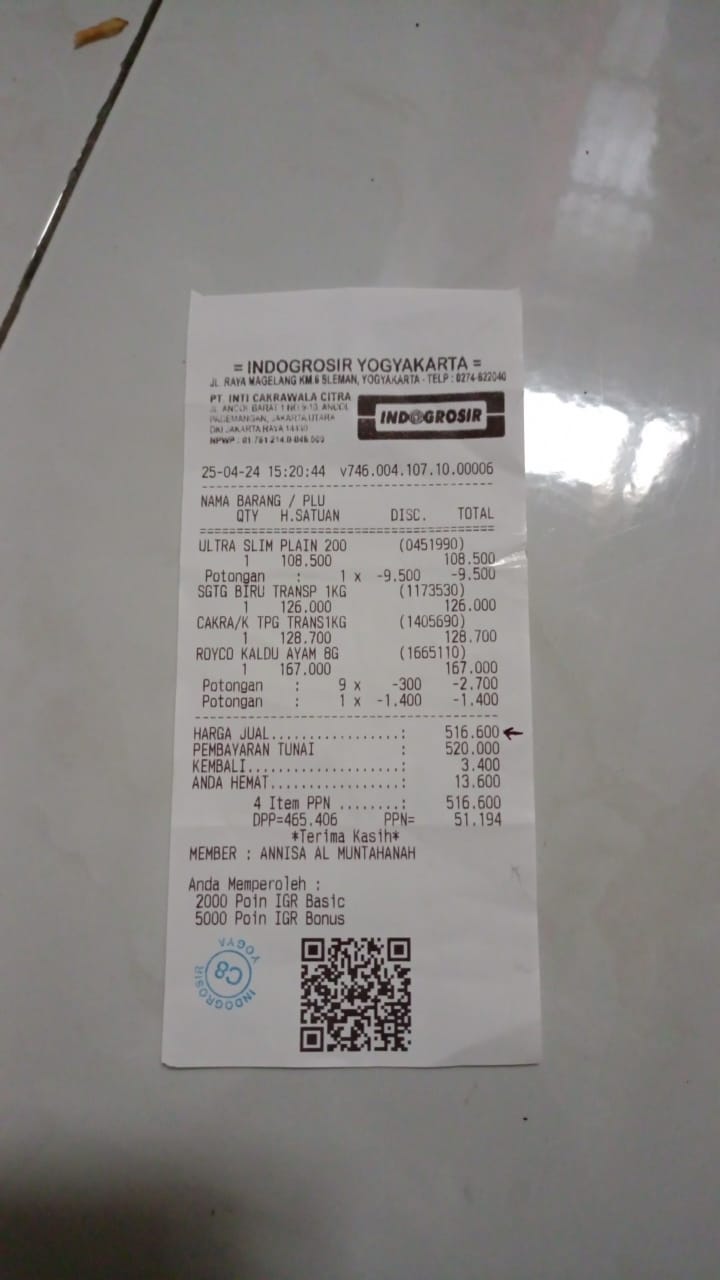 = INDOGROSIR YOGYAKARTA =
JL. RAYA MAGELANG KM.6 SLEMAN, YOGYAKARTA - TELP : 0274-622040
PT. INTI CAKRAWALA CITRA
JL. ANCOL BARAT 1 NO.9-10, ANCOL
PADEMANGAN, JAKARTA UTARA
DKI JAKARTA RAYA 14430
NPWP :
INDOGROSIR
25-04-24 15:20:44 v746.004.107.10.00006
NAMA BARANG / PLU
QTY H.SATUAN DISC. TOTAL
ULTRA SLIM PLAIN 200 (0451990)
1 108.500 108.500
Potongan : 1 x -9.500 -9.500
SGTG BIRU TRANSP 1KG (1173530)
1 126.000 126.000
CAKRA/K TPG TRANS1KG (1405690)
1 128.700 128.700
ROYCO KALDU AYAM 8G (1665110)
1 167.000 167.000
Potongan : 9 x -300 -2.700
Potongan : 1 x -1.400 -1.400
HARGA JUAL.................: 516.600
PEMBAYARAN TUNAI : 520.000
KEMBALI....................: 3.400
ANDA HEMAT.................: 13.600
4 Item PPN ........: 516.600
DPP=465.406 PPN= 51.194
*Terima Kasih*
MEMBER : ANNISA AL MUNTAHANAH
Anda Memperoleh :
2000 Poin IGR Basic
5000 Poin IGR Bonus
INDOGROSIR
YOGYA
C8